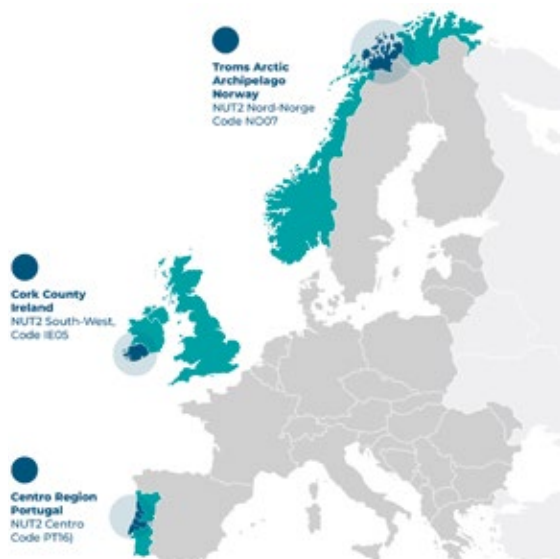 Troms Arctic
Archipelago
Norway
NUT2 Nord-Norge
Code NO07
Cork County
Ireland
NUT2 South-West,
Code IE05
Centro Region
Portugal
NUT2 Centro
Code PT16)